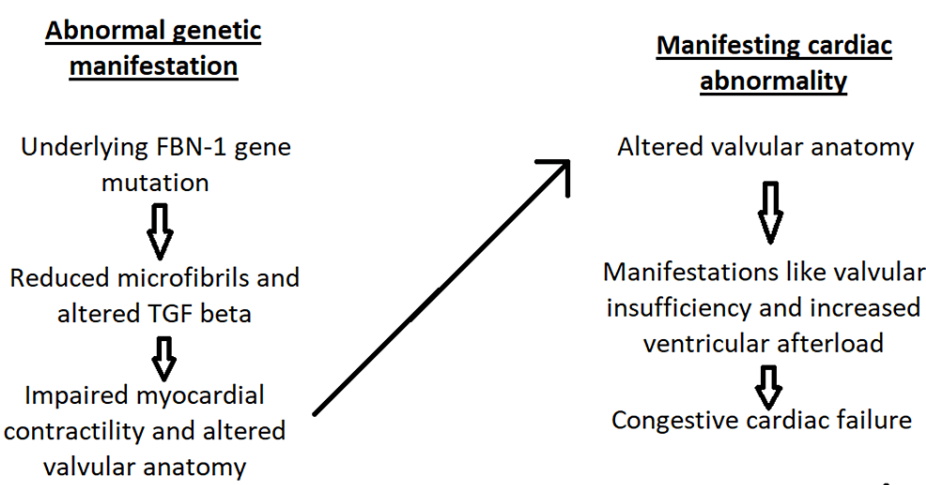 Abnormal genetic
manifestation
Underlying FBN-1 gene
mutation
Reduced microfibrils and
altered TGF beta
Impaired myocardial
contractility and altered
valvular anatomy
Manifesting cardiac
abnormality
Altered valvular anatomy
Manifestations like valvular
insufficiency and increased
ventricular afterload
Congestive cardiac failure